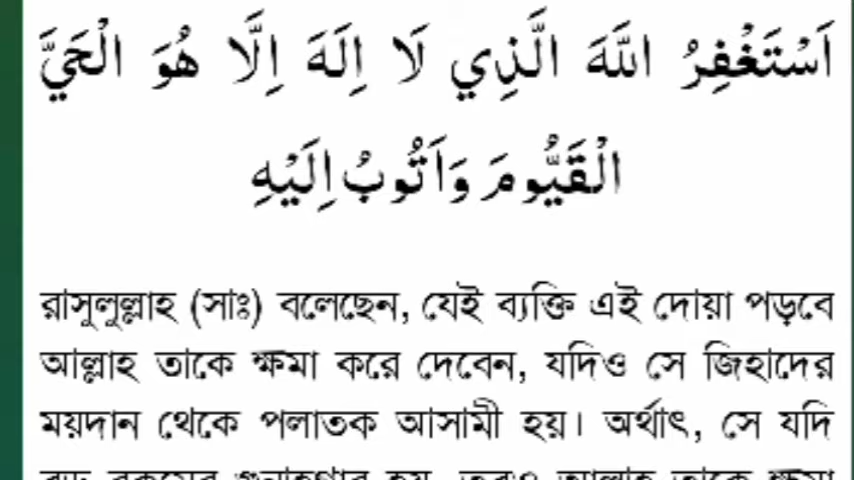 اَسْتَغْفِرُ اللَّهَ الَّذِي لَا اِلَهَ اِلَّا هُوَ الْحَيَّ
الْقَيُّومَ وَاَتُوبُ اِلَيْهِ
রাসুলুল্লাহ (সাঃ) বলেছেন, যেই ব্যক্তি এই দোয়া পড়বে
আল্লাহ তাকে ক্ষমা করে দেবেন, যদিও সে জিহাদের
ময়দান থেকে পলাতক আসামী হয়। অর্থাৎ, সে যদি